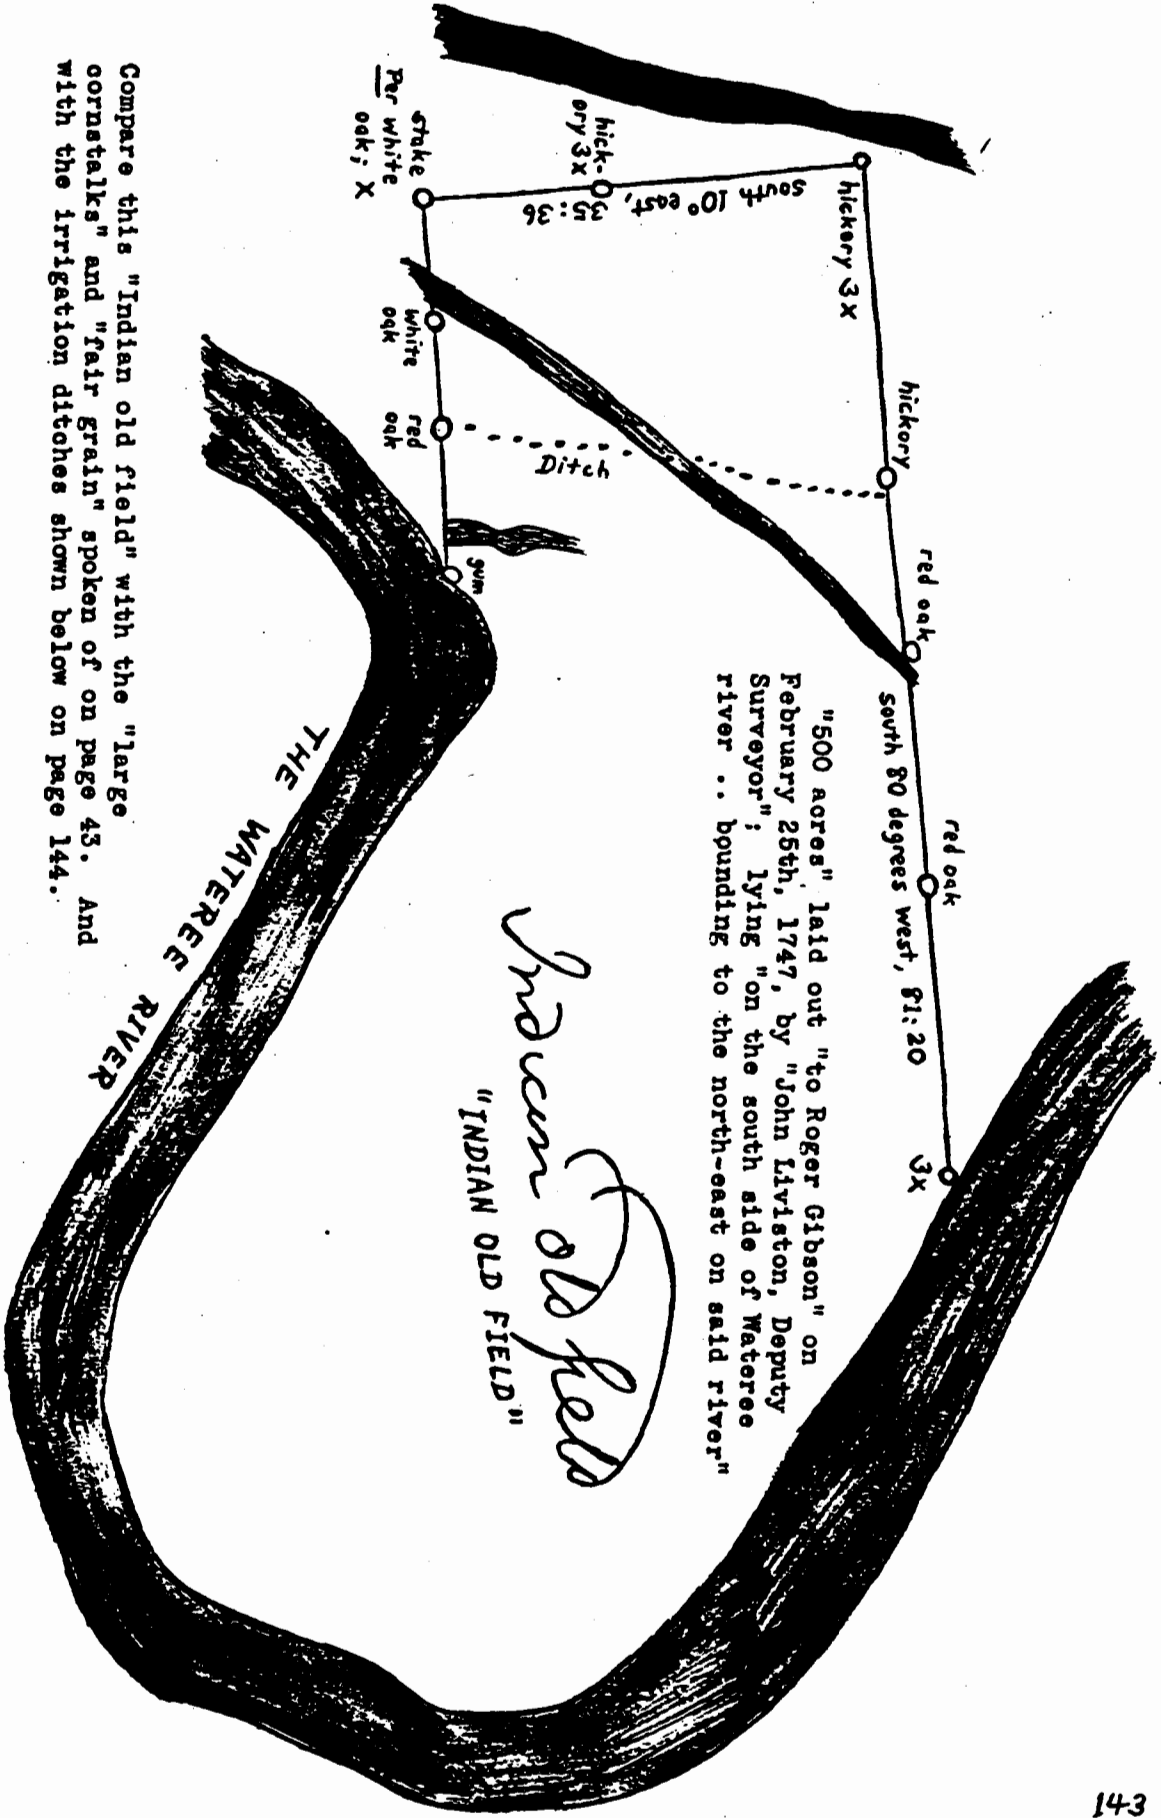 143
hickory 3x
hickory
red oak
south 80 degrees west, 81:20
red oak
3x
south 10° east,
35:36
hick-
ory 3x
stake
Per white
oak; X
white
oak
red
oak
Ditch
gum
"500 acres" laid out "to Roger Gibson" on
February 25th, 1747, by "John Liviston, Deputy
Surveyor"; lying "on the south side of Wateree
river .. bounding to the north-east on said river"
Indian Old field
"INDIAN OLD FIELD"
THE WATEREE RIVER
Compare this "Indian old field" with the "large
cornstalks" and "fair grain" spoken of on page 43. And
with the irrigation ditches shown below on page 144.